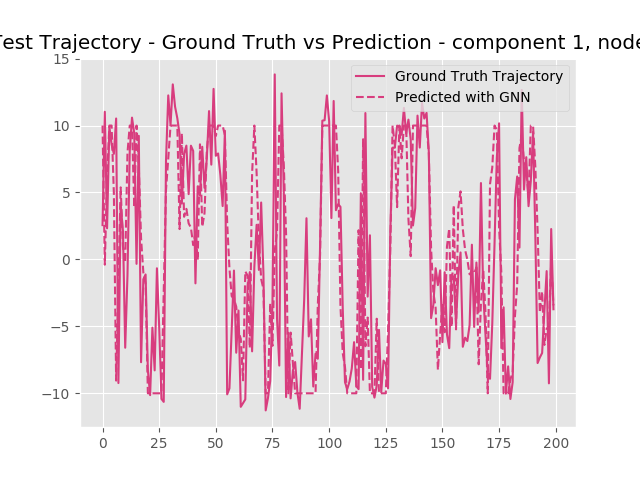 Test Trajectory - Ground Truth vs Prediction - component 1, node
Ground Truth Trajectory
Predicted with GNN
15
10
5
0
−5
−10
0 25 50 75 100 125 150 175 200